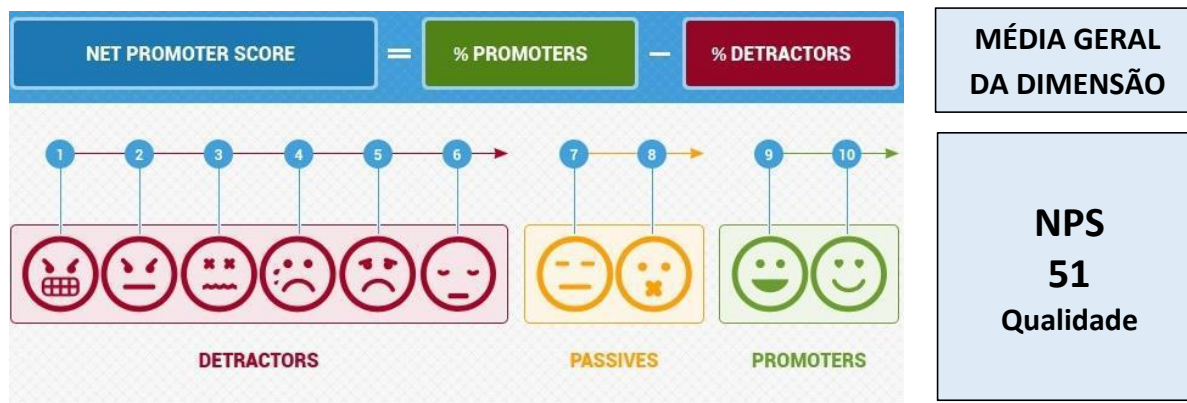 NET PROMOTER SCORE = % PROMOTERS − % DETRACTORS
1 2 3 4 5 6 7 8 9 10
DETRACTORS PASSIVES PROMOTERS
MÉDIA GERAL
DA DIMENSÃO
NPS
51
Qualidade